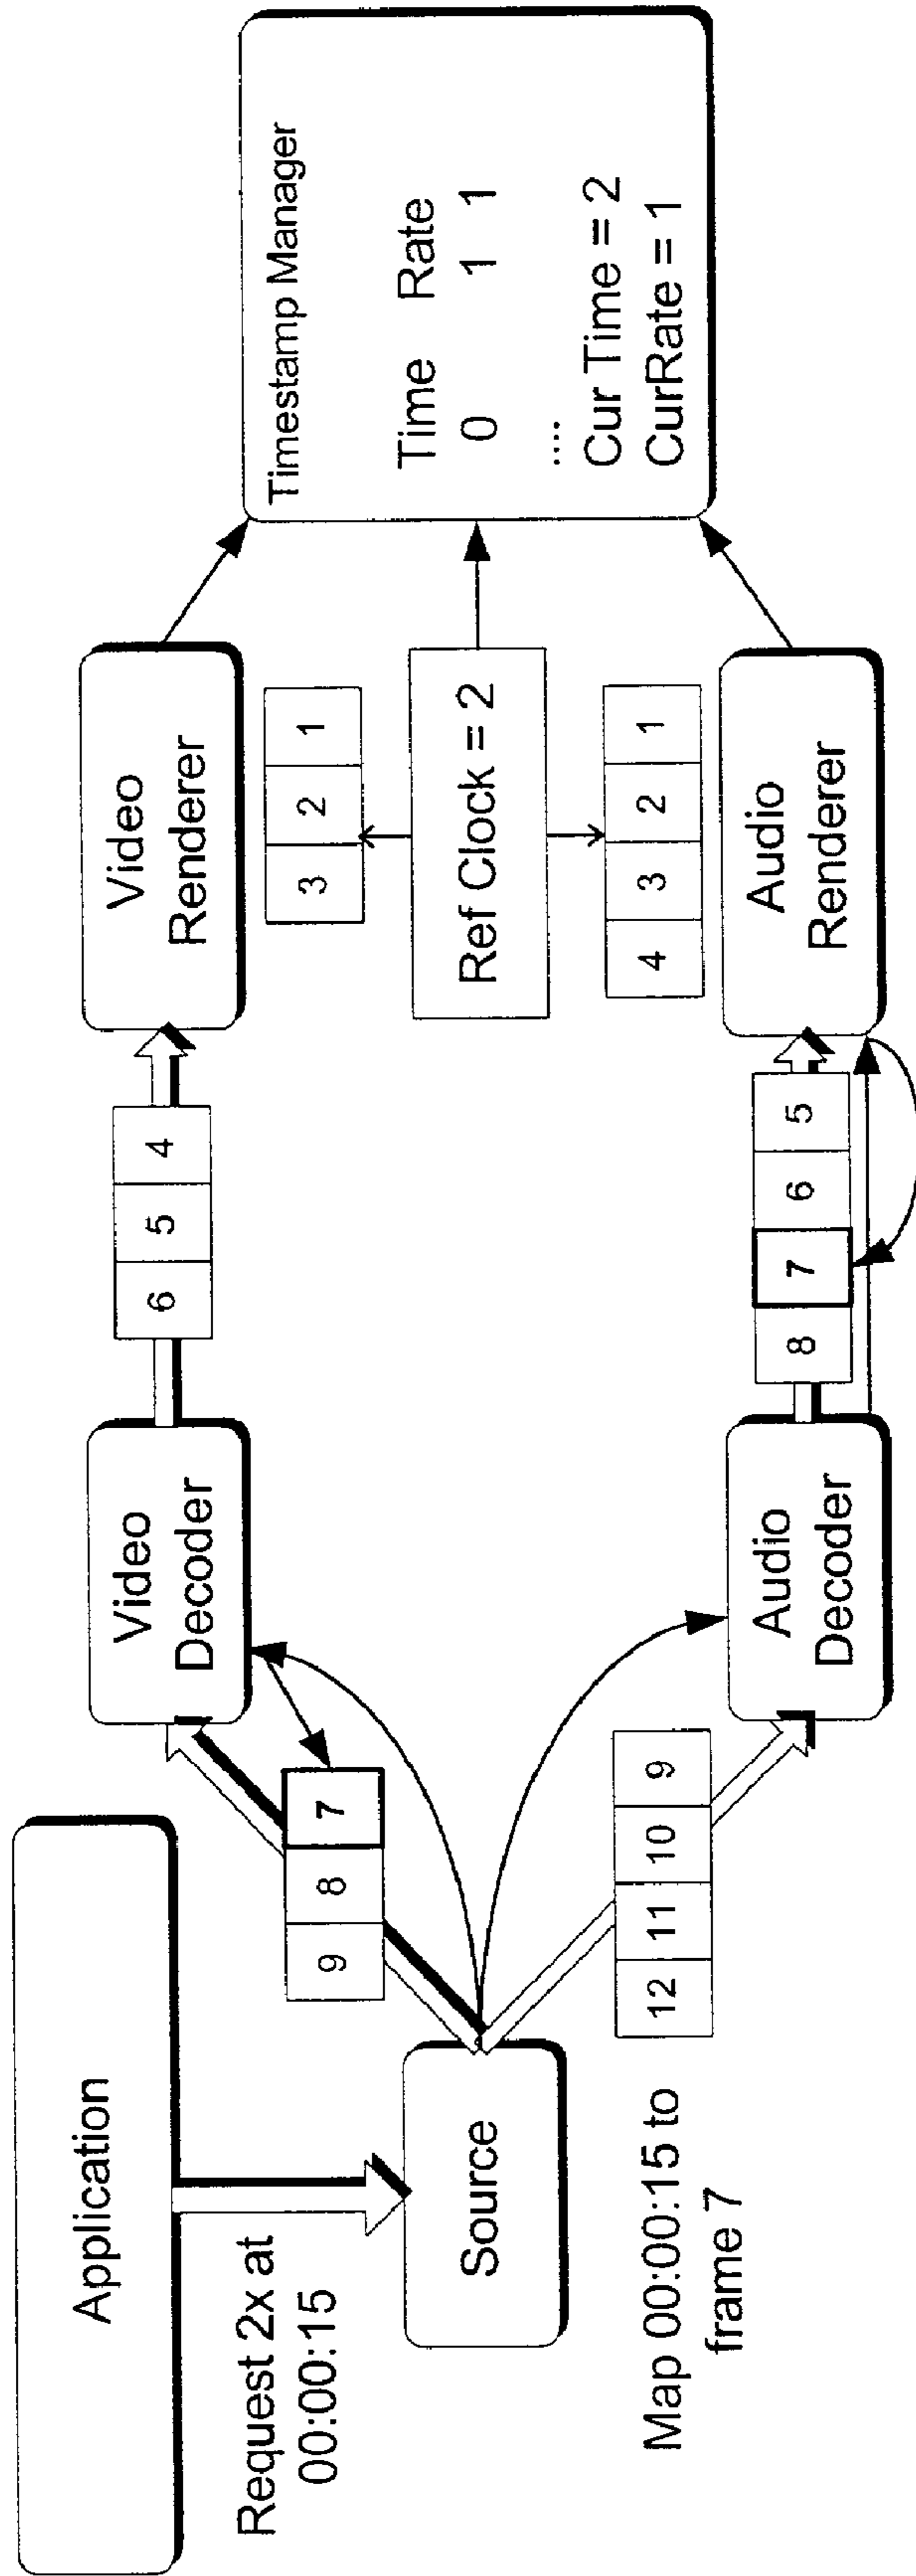 Application
Request 2x at
00:00:15
Source
Map 00:00:15 to
frame 7
9 8 7
12 11 10 9
Video
Decoder
Audio
Decoder
6 5 4
8 7 6 5
Video
Renderer
3 2 1
Ref Clock = 2
4 3 2 1
Audio
Renderer
Timestamp Manager
Time Rate
0 1 1
....
Cur Time = 2
CurRate = 1